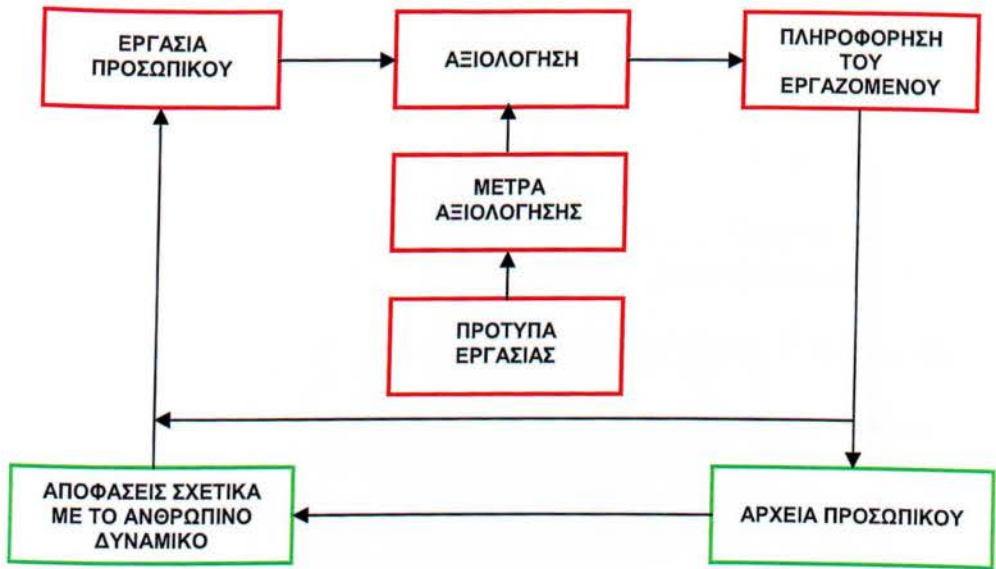 ΕΡΓΑΣΙΑ
ΠΡΟΣΩΠΙΚΟΥ
ΑΞΙΟΛΟΓΗΣΗ
ΠΛΗΡΟΦΟΡΗΣΗ
ΤΟΥ
ΕΡΓΑΖΟΜΕΝΟΥ
ΜΕΤΡΑ
ΑΞΙΟΛΟΓΗΣΗΣ
ΠΡΟΤΥΠΑ
ΕΡΓΑΣΙΑΣ
ΑΠΟΦΑΣΕΙΣ ΣΧΕΤΙΚΑ
ΜΕ ΤΟ ΑΝΘΡΩΠΙΝΟ
ΔΥΝΑΜΙΚΟ
ΑΡΧΕΙΑ ΠΡΟΣΩΠΙΚΟΥ